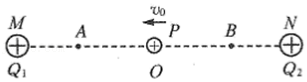 v₀
M A P B N
Q₁ O Q₂